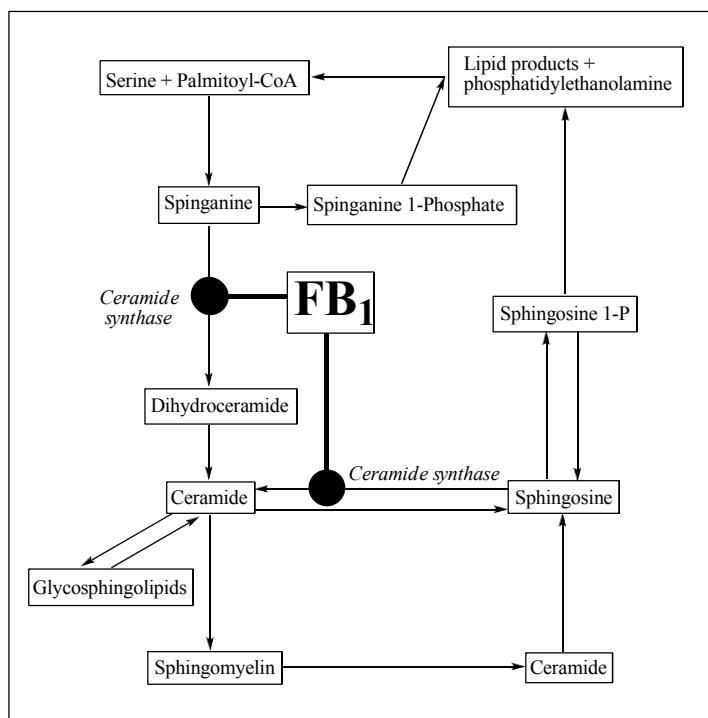 Lipid products +
phosphatidylethanolamine
Serine + Palmitoyl-CoA
Spinganine
Spinganine 1-Phosphate
Ceramide
synthase
FB1
Sphingosine 1-P
Dihydroceramide
Ceramide synthase
Ceramide
Sphingosine
Glycosphingolipids
Sphingomyelin
Ceramide